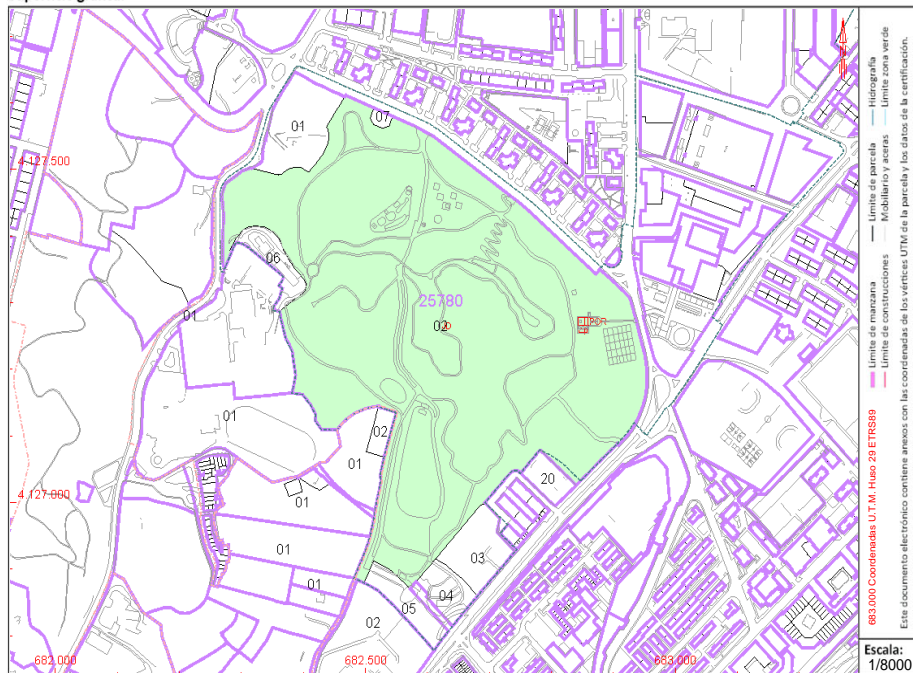 01
07
4.127.500
06
25780
02
01
01
02
01
20
01
4.127.000
01
03
01
04
05
02
682.000
682.500
683.000
683.000 Coordenadas U.T.M. Huso 29 ETRS89
Límite de manzana
Límite de parcela
Hidrografía
Límite de construcciones
Mobiliario y aceras
Límite zona verde
Este documento electrónico contiene anexos con las coordenadas de los vértices UTM de la parcela y los datos de la certificación.
Escala:
1/8000